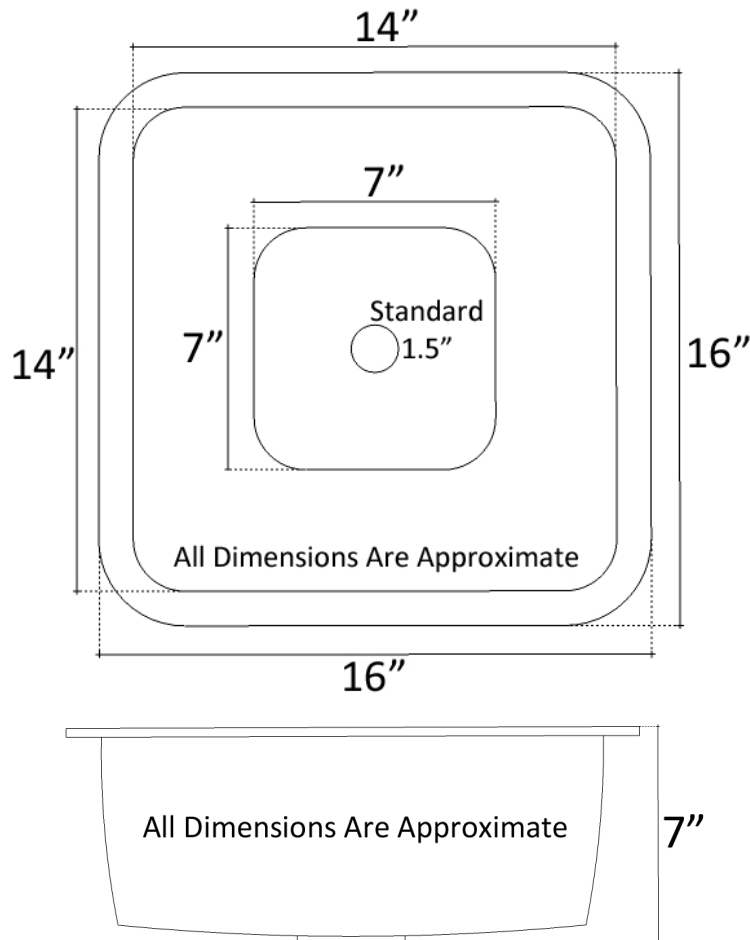 14”
7”
Standard
7”
1.5”
14”
16”
All Dimensions Are Approximate
16”
All Dimensions Are Approximate
7”